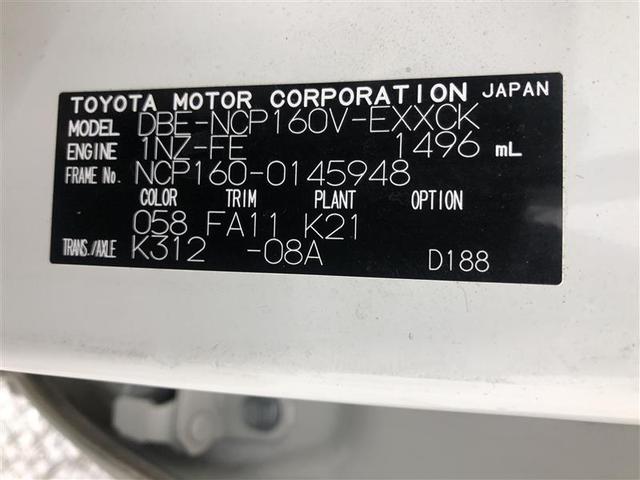 TOYOTA MOTOR CORPORATION JAPAN
MODEL DBE-NCP160V-EXXCK
ENGINE 1NZ-FE 1496 mL
FRAME No. NCP160-0145948
COLOR TRIM PLANT OPTION
058 FA11 K21
TRANS./AXLE K312 -08A D188